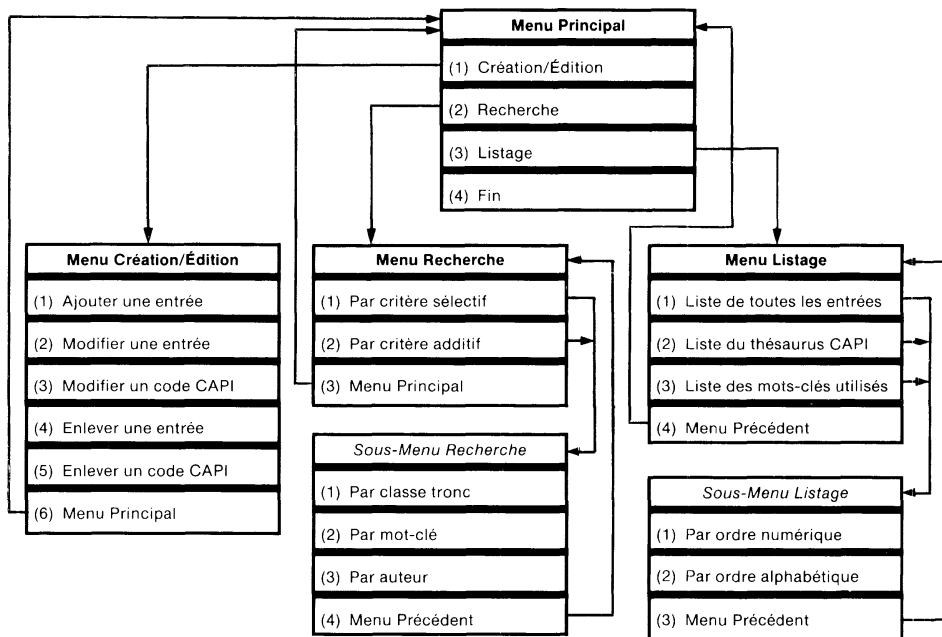 Menu Principal
(1) Création/Édition
(2) Recherche
(3) Listage
(4) Fin
Menu Création/Édition
(1) Ajouter une entrée
(2) Modifier une entrée
(3) Modifier un code CAPI
(4) Enlever une entrée
(5) Enlever un code CAPI
(6) Menu Principal
Menu Recherche
(1) Par critère sélectif
(2) Par critère additif
(3) Menu Principal
Sous-Menu Recherche
(1) Par classe tronc
(2) Par mot-clé
(3) Par auteur
(4) Menu Précédent
Menu Listage
(1) Liste de toutes les entrées
(2) Liste du thésaurus CAPI
(3) Liste des mots-clés utilisés
(4) Menu Précédent
Sous-Menu Listage
(1) Par ordre numérique
(2) Par ordre alphabétique
(3) Menu Précédent